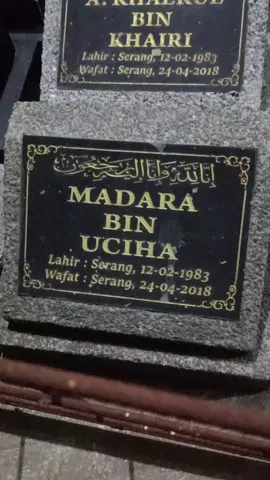 A. KHAERUL
BIN
KHAIRI
Lahir : Serang, 12-02-1983
Wafat : Serang, 24-04-2018
إنا لله وإنا إليه راجعون
MADARA
BIN
UCIHA
Lahir : Serang, 12-02-1983
Wafat : Serang, 24-04-2018